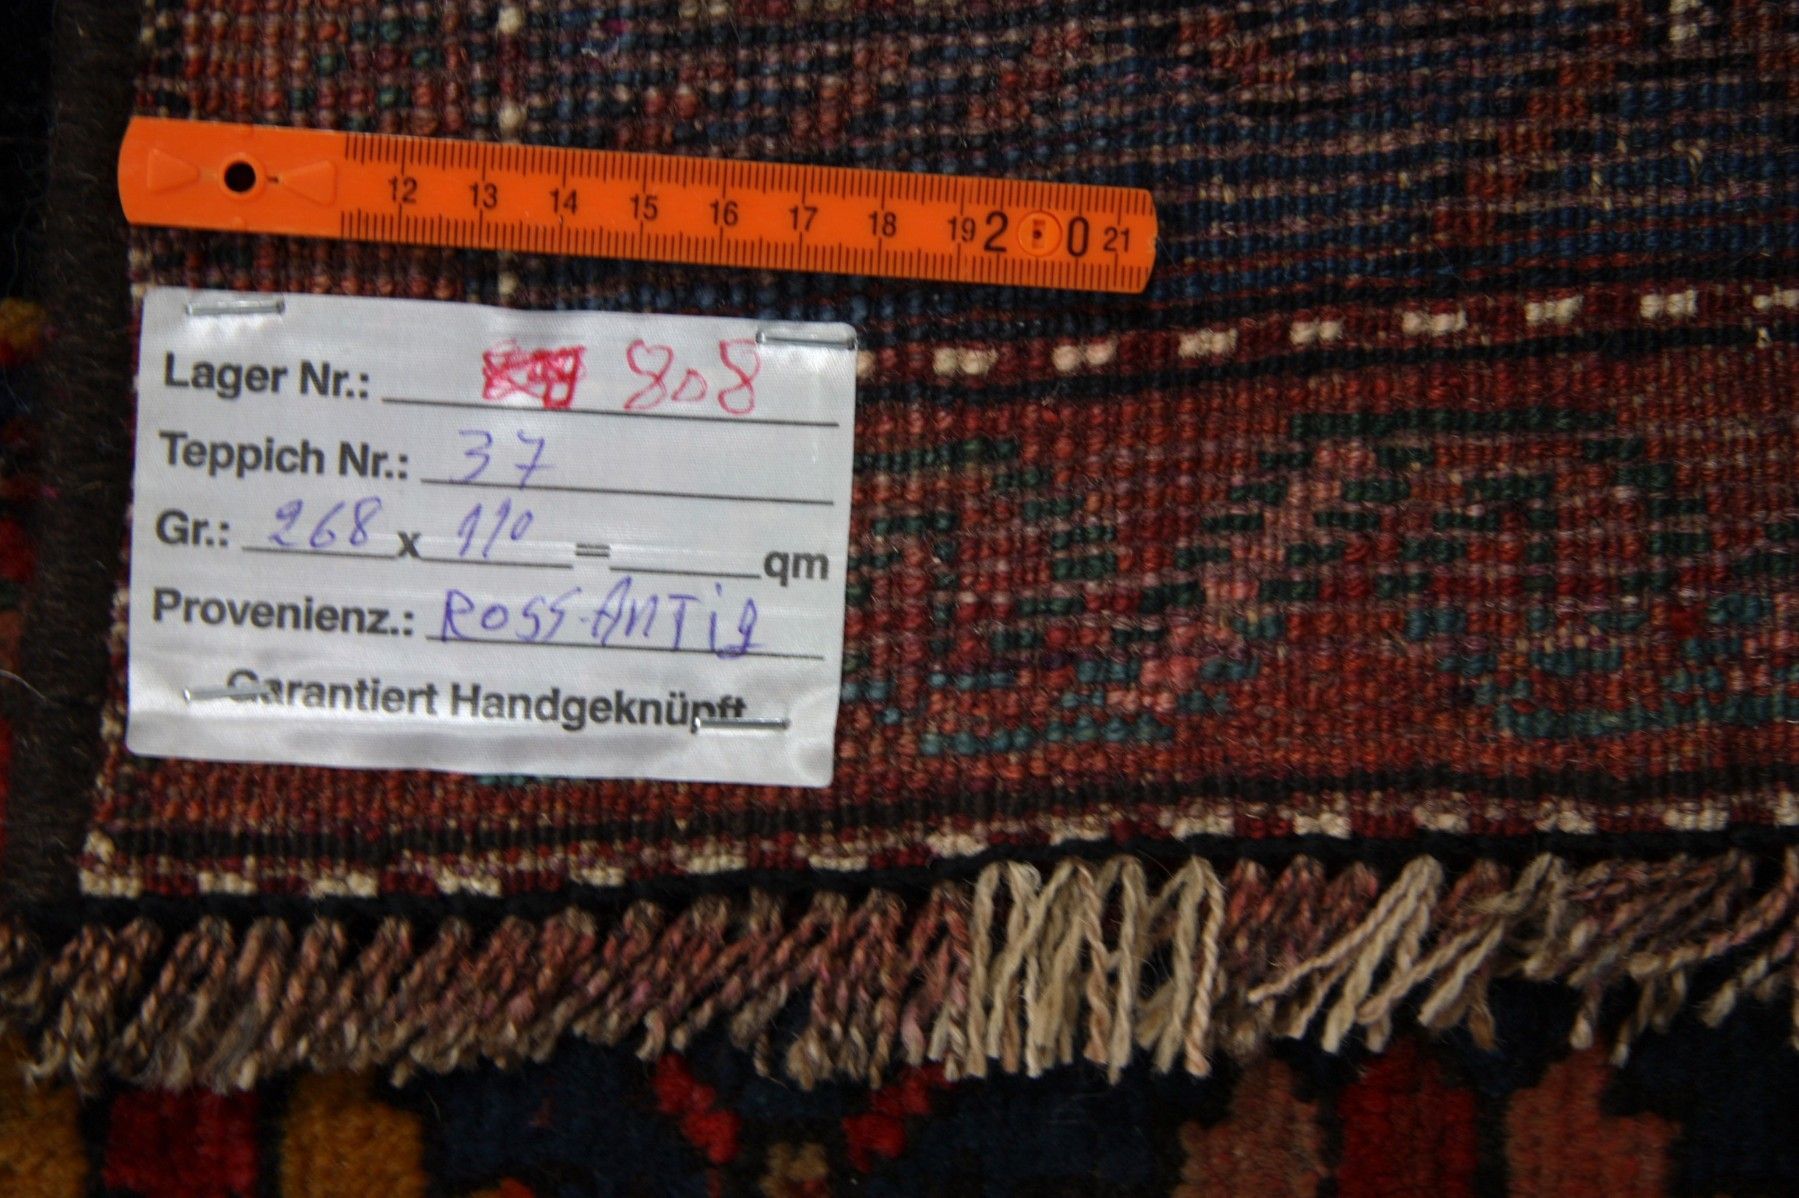 12 13 14 15 16 17 18 19 20 21
Lager Nr.: 808
Teppich Nr.: 37
Gr.: 268 x 110 = qm
Provenienz.: ROSS-ANTiQ
Garantiert Handgeknüpft